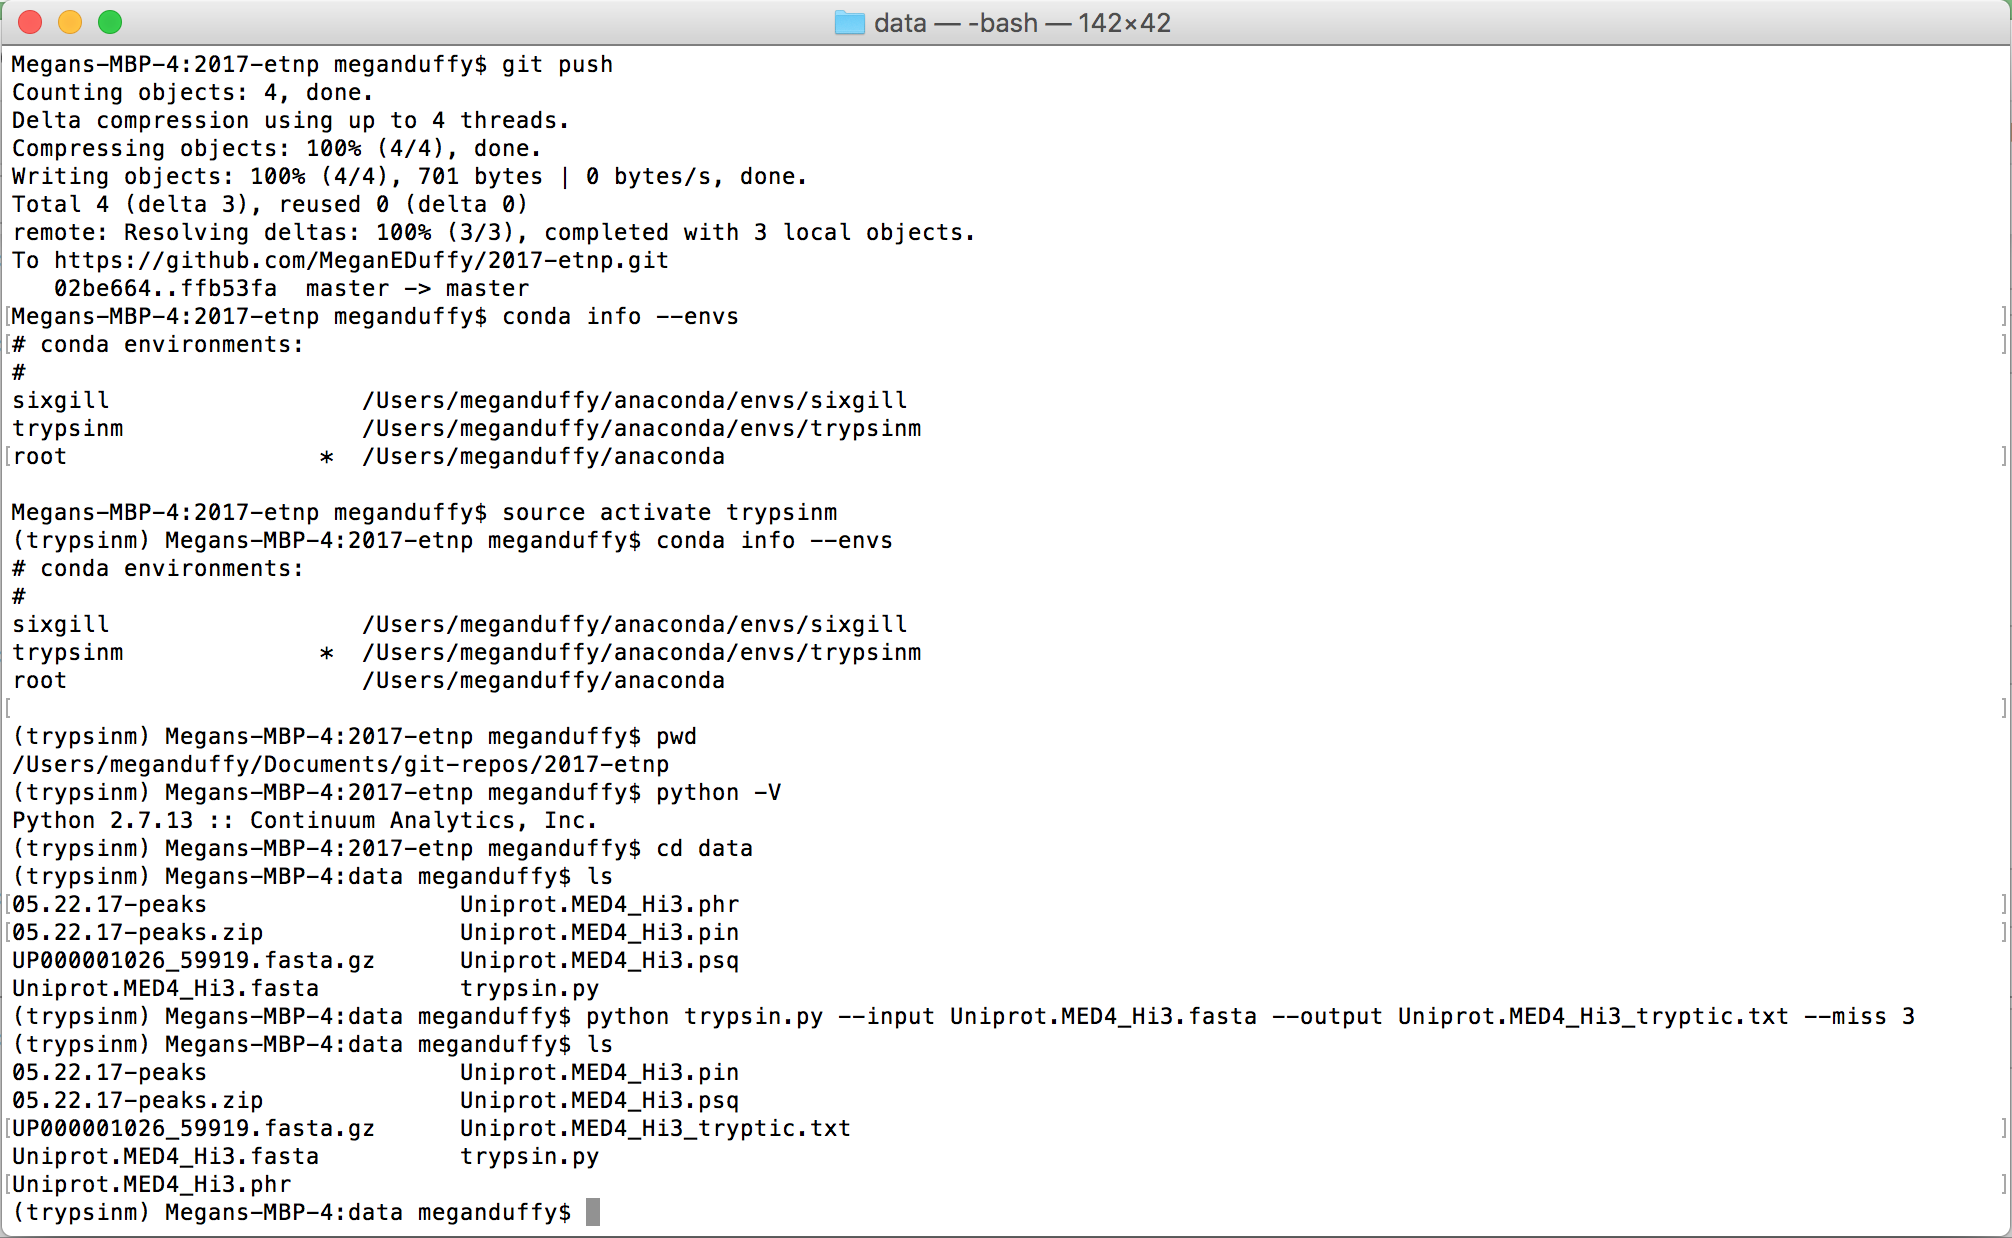 data — -bash — 142×42
Megans-MBP-4:2017-etnp meganduffy$ git push
Counting objects: 4, done.
Delta compression using up to 4 threads.
Compressing objects: 100% (4/4), done.
Writing objects: 100% (4/4), 701 bytes | 0 bytes/s, done.
Total 4 (delta 3), reused 0 (delta 0)
remote: Resolving deltas: 100% (3/3), completed with 3 local objects.
To https://github.com/MeganEDuffy/2017-etnp.git
   02be664..ffb53fa  master -> master
[Megans-MBP-4:2017-etnp meganduffy$ conda info --envs ]
[# conda environments: ]
#
sixgill                  /Users/meganduffy/anaconda/envs/sixgill
trypsinm                 /Users/meganduffy/anaconda/envs/trypsinm
[root                  *  /Users/meganduffy/anaconda ]
Megans-MBP-4:2017-etnp meganduffy$ source activate trypsinm
(trypsinm) Megans-MBP-4:2017-etnp meganduffy$ conda info --envs
# conda environments:
#
sixgill                  /Users/meganduffy/anaconda/envs/sixgill
trypsinm              *  /Users/meganduffy/anaconda/envs/trypsinm
root                     /Users/meganduffy/anaconda
[ ]
(trypsinm) Megans-MBP-4:2017-etnp meganduffy$ pwd
/Users/meganduffy/Documents/git-repos/2017-etnp
(trypsinm) Megans-MBP-4:2017-etnp meganduffy$ python -V
Python 2.7.13 :: Continuum Analytics, Inc.
(trypsinm) Megans-MBP-4:2017-etnp meganduffy$ cd data
(trypsinm) Megans-MBP-4:data meganduffy$ ls
[05.22.17-peaks                  Uniprot.MED4_Hi3.phr ]
[05.22.17-peaks.zip              Uniprot.MED4_Hi3.pin ]
UP000001026_59919.fasta.gz      Uniprot.MED4_Hi3.psq
Uniprot.MED4_Hi3.fasta          trypsin.py
(trypsinm) Megans-MBP-4:data meganduffy$ python trypsin.py --input Uniprot.MED4_Hi3.fasta --output Uniprot.MED4_Hi3_tryptic.txt --miss 3
(trypsinm) Megans-MBP-4:data meganduffy$ ls
05.22.17-peaks                  Uniprot.MED4_Hi3.pin
05.22.17-peaks.zip              Uniprot.MED4_Hi3.psq
[UP000001026_59919.fasta.gz      Uniprot.MED4_Hi3_tryptic.txt ]
Uniprot.MED4_Hi3.fasta          trypsin.py
[Uniprot.MED4_Hi3.phr ]
(trypsinm) Megans-MBP-4:data meganduffy$